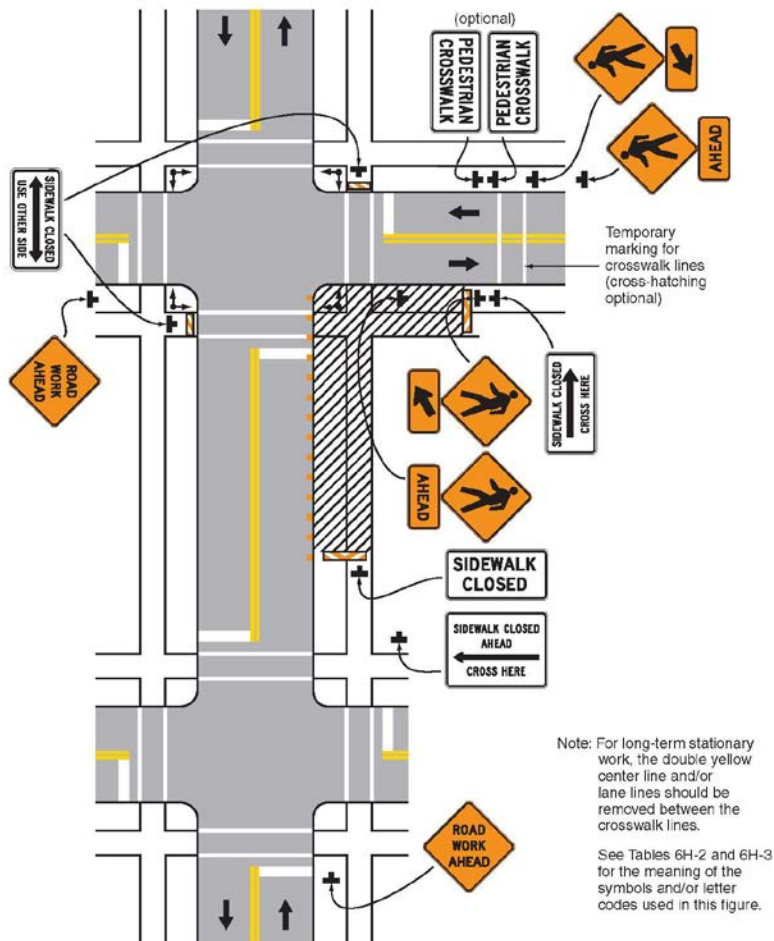 (optional)
PEDESTRIAN
CROSSWALK
PEDESTRIAN
CROSSWALK
AHEAD
SIDEWALK CLOSED
USE OTHER SIDE
Temporary
marking for
crosswalk lines
(cross-hatching
optional)
ROAD
WORK
AHEAD
SIDEWALK CLOSED
CROSS HERE
AHEAD
SIDEWALK
CLOSED
SIDEWALK CLOSED
AHEAD
CROSS HERE
ROAD
WORK
AHEAD
Note: For long-term stationary
work, the double yellow
center line and/or
lane lines should be
removed between the
crosswalk lines.
See Tables 6H-2 and 6H-3
for the meaning of the
symbols and/or letter
codes used in this figure.